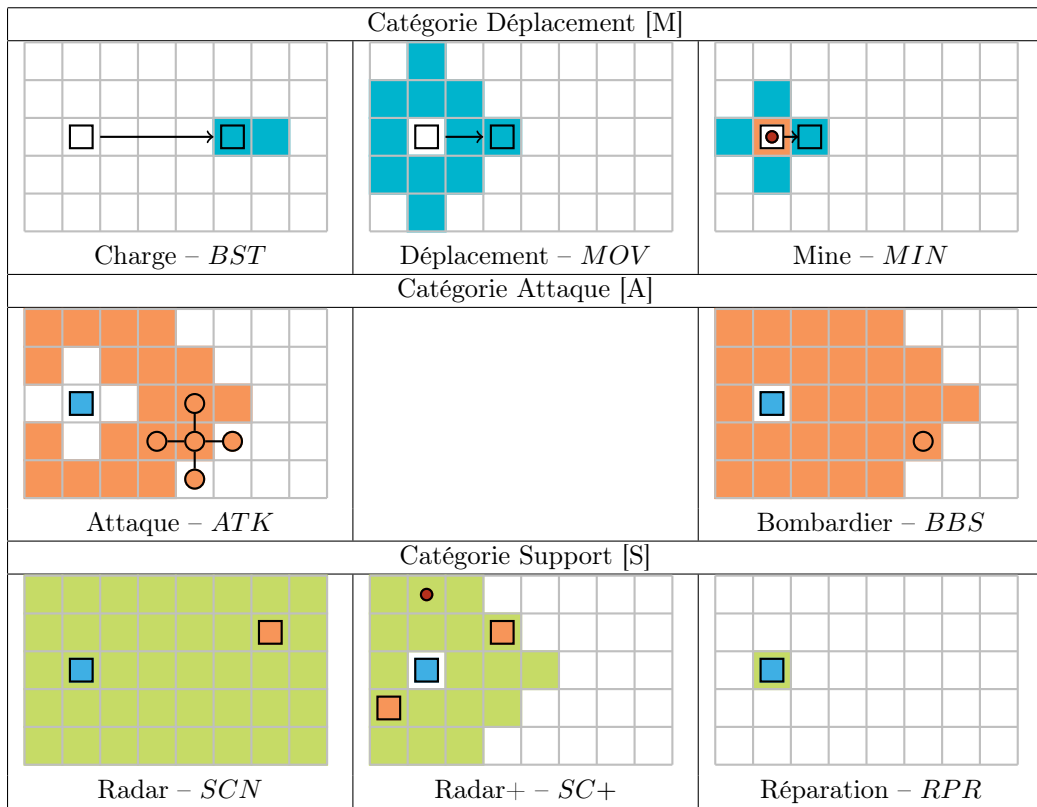 Catégorie Déplacement [M]
Charge – BST
Déplacement – MOV
Mine – MIN
Catégorie Attaque [A]
Attaque – ATK
Bombardier – BBS
Catégorie Support [S]
Radar – SCN
Radar+ – SC+
Réparation – RPR